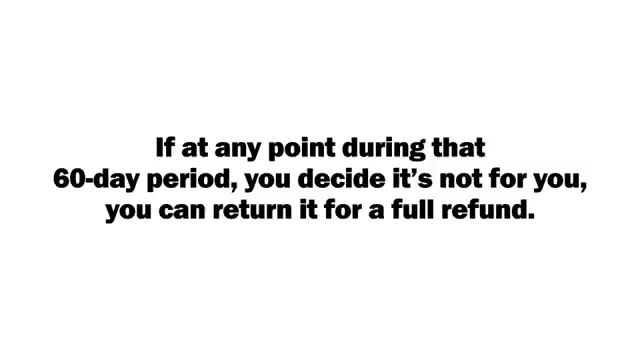 If at any point during that
60-day period, you decide it’s not for you,
you can return it for a full refund.